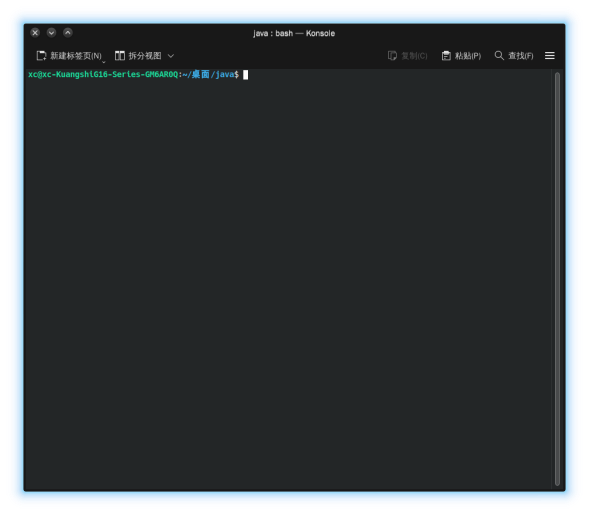 java : bash — Konsole
新建标签页(N) 拆分视图 复制(C) 粘贴(P) 查找(F)
xc@xc-KuangshiG16-Series-GM6AR0Q:~/桌面/java$